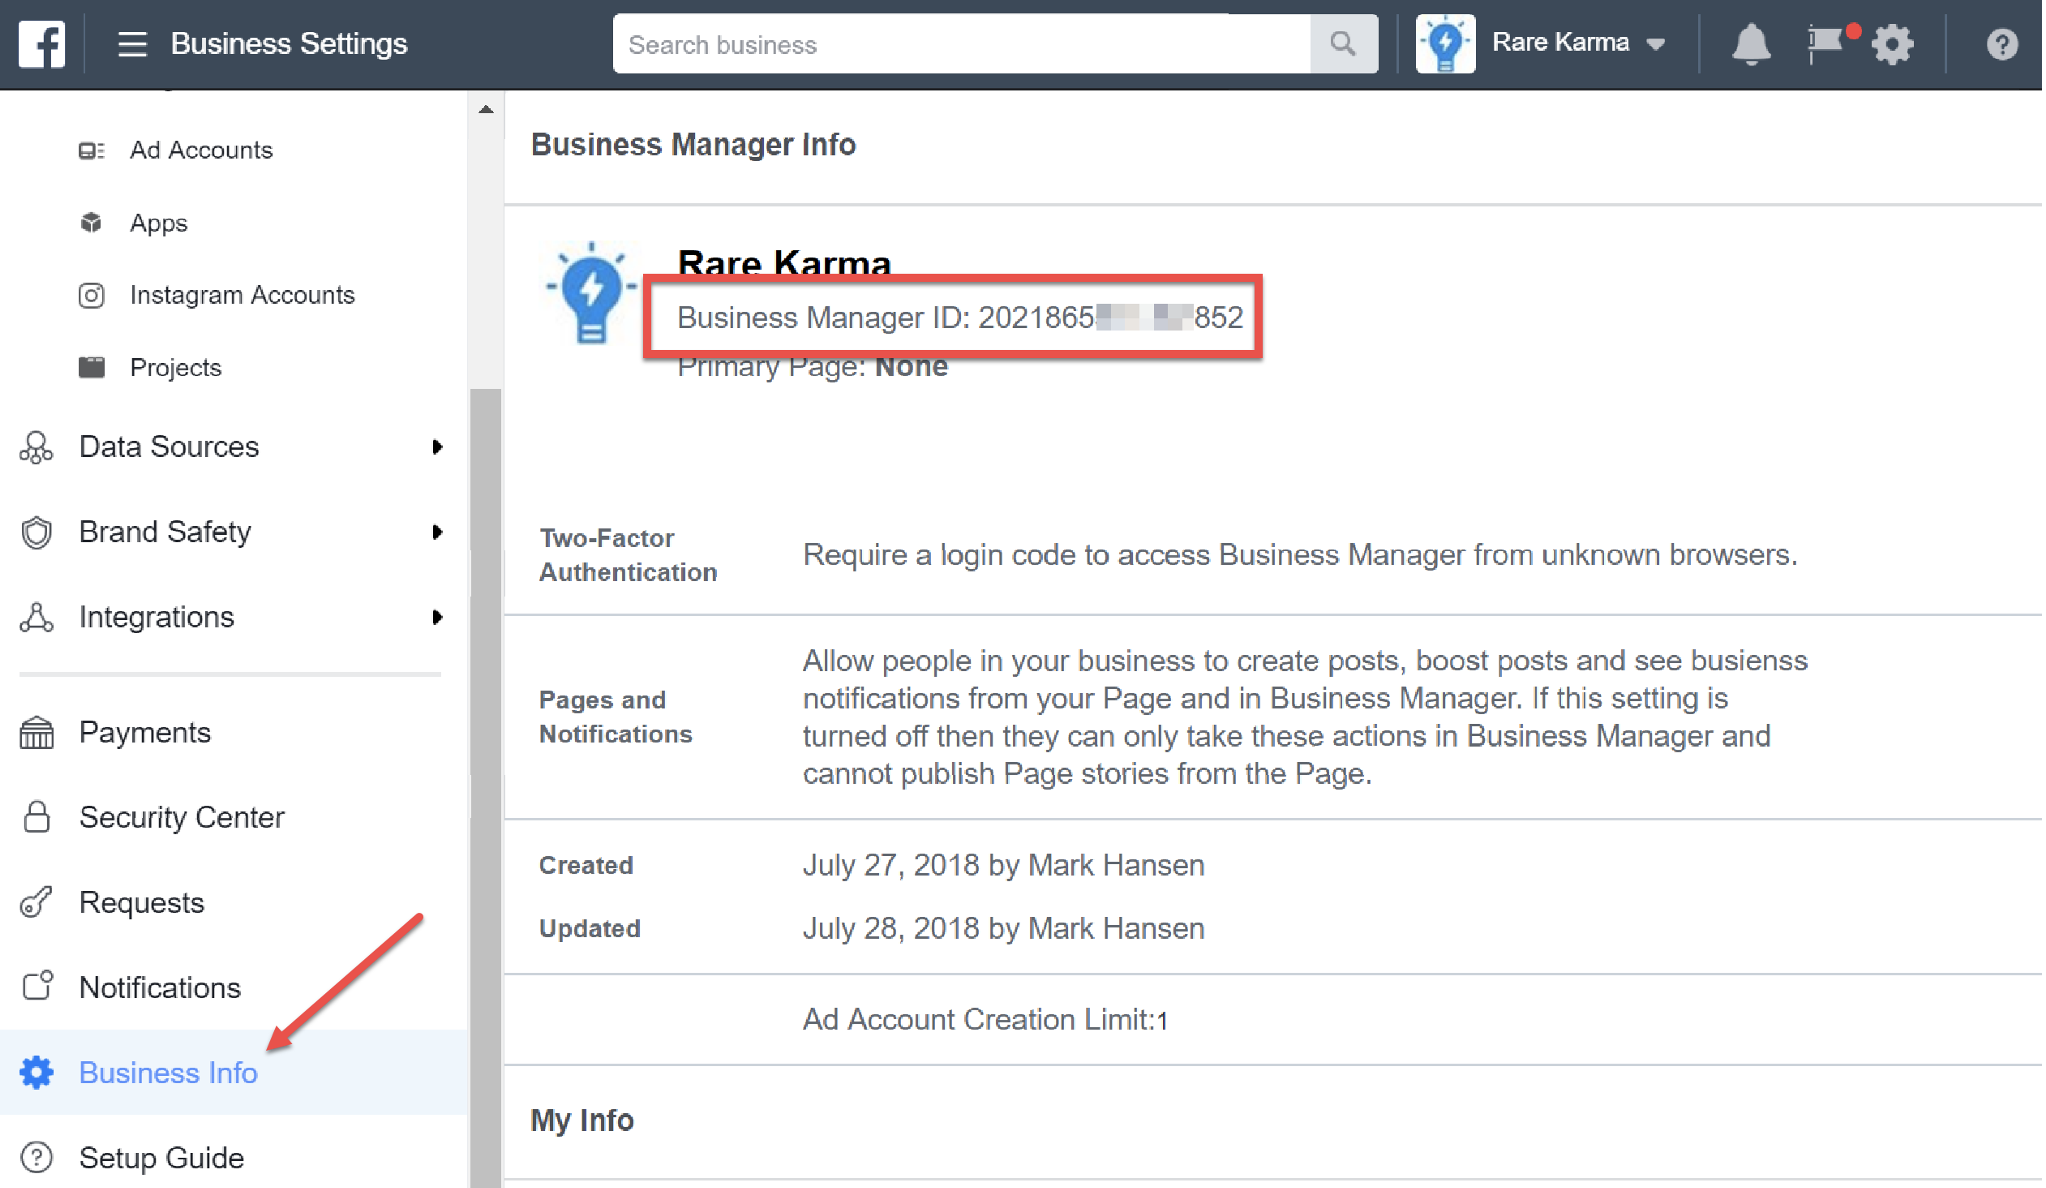 Business Settings
Search business
Rare Karma
Ad Accounts
Apps
Instagram Accounts
Projects
Data Sources
Brand Safety
Integrations
Payments
Security Center
Requests
Notifications
Business Info
Setup Guide
Business Manager Info
Rare Karma
Business Manager ID: 2021865 852
Primary Page: None
Two-Factor
Authentication
Require a login code to access Business Manager from unknown browsers.
Pages and
Notifications
Allow people in your business to create posts, boost posts and see busienss
notifications from your Page and in Business Manager. If this setting is
turned off then they can only take these actions in Business Manager and
cannot publish Page stories from the Page.
Created
July 27, 2018 by Mark Hansen
Updated
July 28, 2018 by Mark Hansen
Ad Account Creation Limit:1
My Info